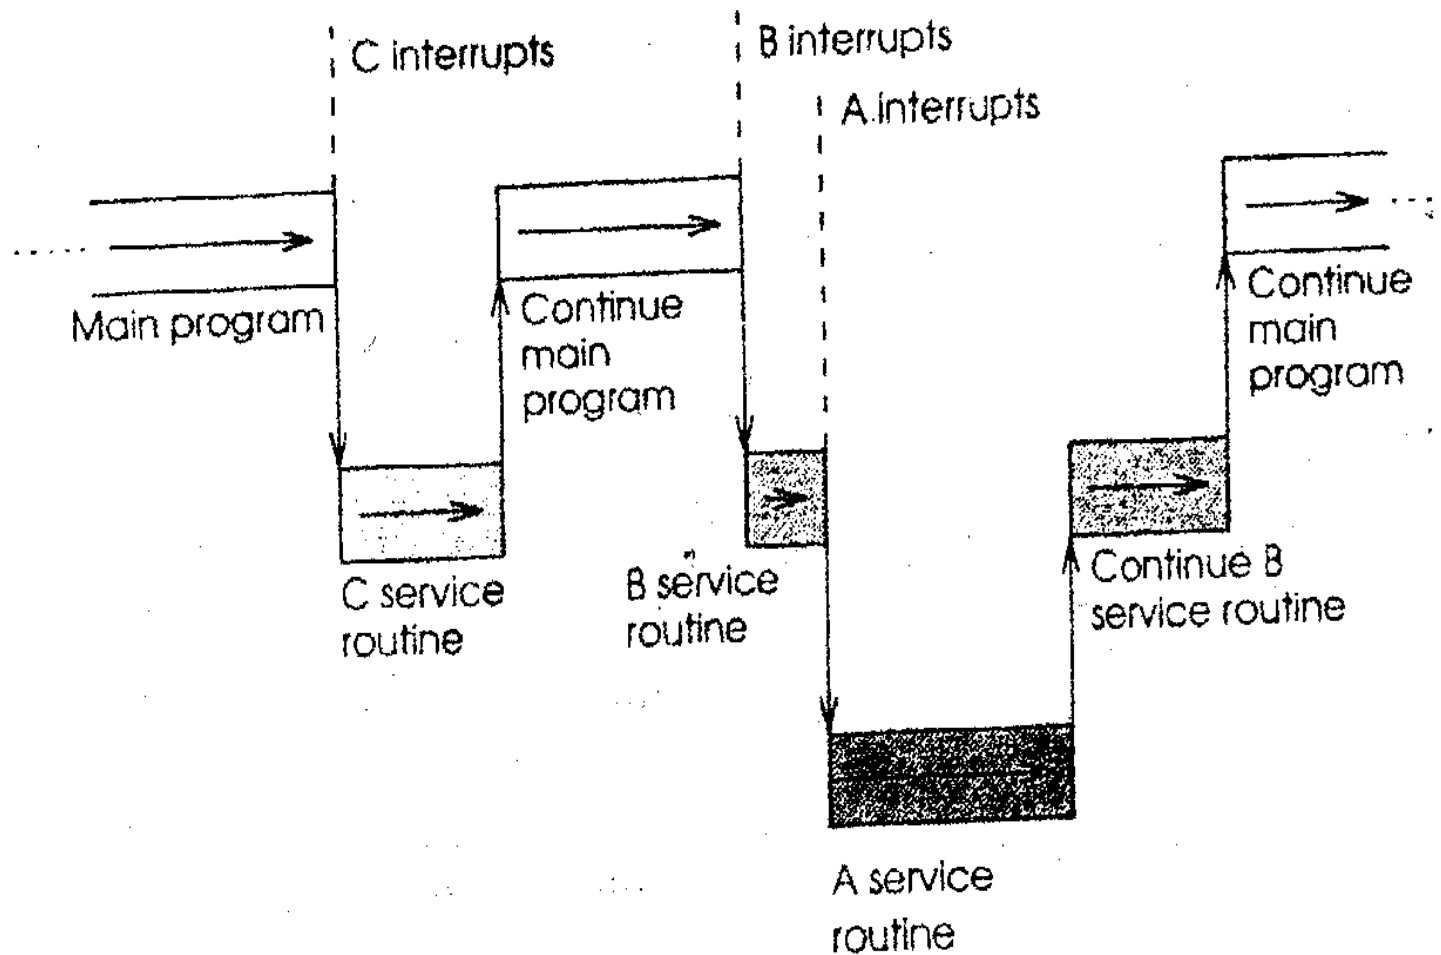 C interrupts
B interrupts
A interrupts
Main program
Continue
main
program
Continue
main
program
C service
routine
B service
routine
Continue B
service routine
A service
routine